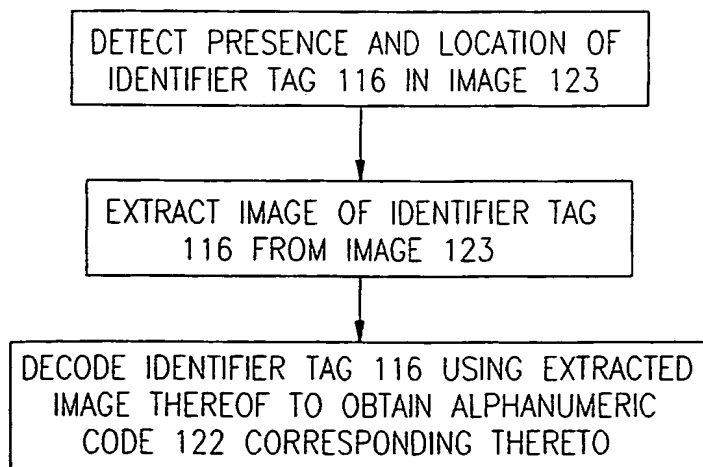 DETECT PRESENCE AND LOCATION OF
IDENTIFIER TAG 116 IN IMAGE 123
EXTRACT IMAGE OF IDENTIFIER TAG
116 FROM IMAGE 123
DECODE IDENTIFIER TAG 116 USING EXTRACTED
IMAGE THEREOF TO OBTAIN ALPHANUMERIC
CODE 122 CORRESPONDING THERETO